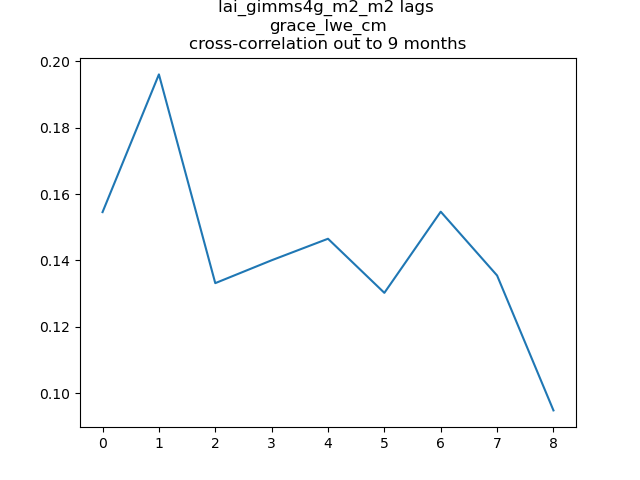 lai_gimms4g_m2_m2 lags
grace_lwe_cm
cross-correlation out to 9 months
0.20
0.18
0.16
0.14
0.12
0.10
0 1 2 3 4 5 6 7 8